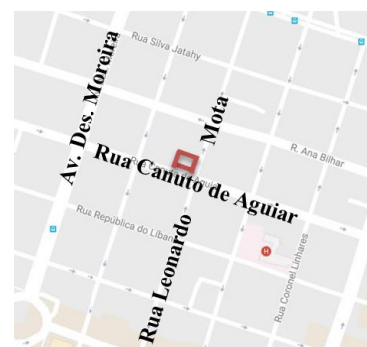 Rua Silva Jatahy
Av. Des. Moreira
Mota
R. Ana Bilhar
Rua Canuto de Aguiar
Rua República do Líbano
H
Rua Leonardo
Rua Coronel Linhares